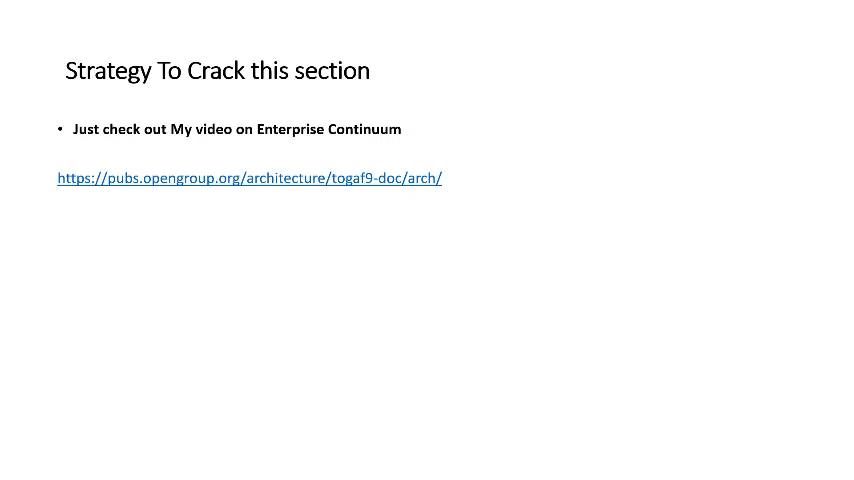 Strategy To Crack this section
• Just check out My video on Enterprise Continuum
https://pubs.opengroup.org/architecture/togaf9-doc/arch/